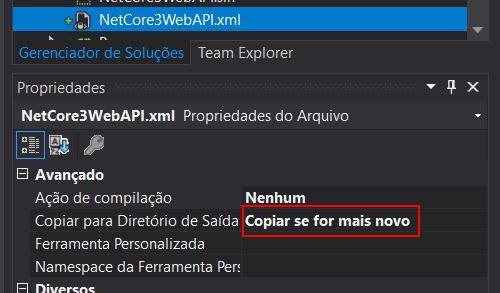 NetCore3WebAPI.xml
Gerenciador de Soluções Team Explorer
Propriedades
NetCore3WebAPI.xml Propriedades do Arquivo
Avançado
Ação de compilação Nenhum
Copiar para Diretório de Saída Copiar se for mais novo
Ferramenta Personalizada
Namespace da Ferramenta Pers
Diversos